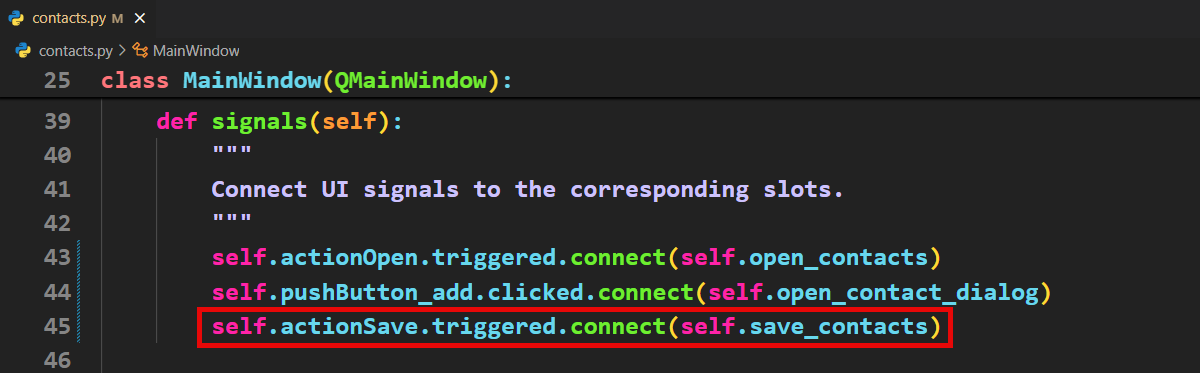 contacts.py M ×
contacts.py > MainWindow
25 class MainWindow(QMainWindow):
39 def signals(self):
40 """
41 Connect UI signals to the corresponding slots.
42 """
43 self.actionOpen.triggered.connect(self.open_contacts)
44 self.pushButton_add.clicked.connect(self.open_contact_dialog)
45 self.actionSave.triggered.connect(self.save_contacts)
46